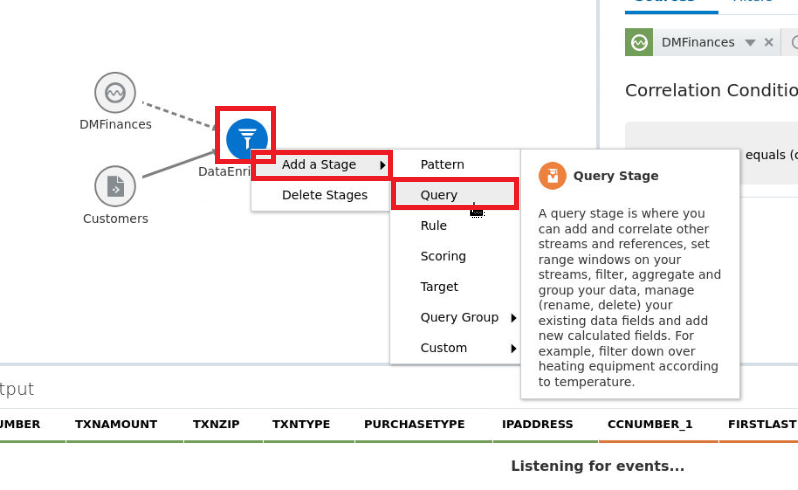 Sources
Filters
DMFinances
Correlation Conditio
equals (c
DMFinances
Customers
DataEnri
Add a Stage
Delete Stages
Pattern
Query
Rule
Scoring
Target
Query Group
Custom
Query Stage
A query stage is where you
can add and correlate other
streams and references, set
range windows on your
streams, filter, aggregate and
group your data, manage
(rename, delete) your
existing data fields and add
new calculated fields. For
example, filter down over
heating equipment according
to temperature.
tput
UMBER TXNAMOUNT TXNZIP TXNTYPE PURCHASETYPE IPADDRESS CCNUMBER_1 FIRSTLAST
Listening for events...